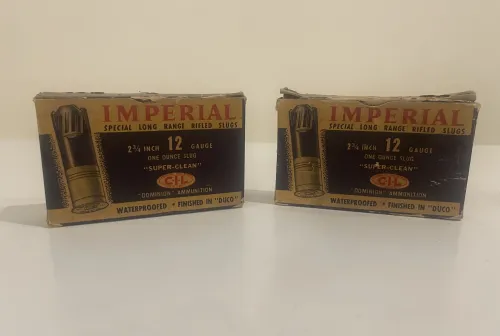 IMPERIAL
SPECIAL LONG RANGE RIFLED SLUGS
2¾ INCH 12 GAUGE
ONE OUNCE SLUG
"SUPER-CLEAN"
C-I-L
"DOMINION" AMMUNITION
WATERPROOFED • FINISHED IN "DUCO"
IMPERIAL
SPECIAL LONG RANGE RIFLED SLUGS
2¾ INCH 12 GAUGE
ONE OUNCE SLUG
"SUPER-CLEAN"
C-I-L
"DOMINION" AMMUNITION
WATERPROOFED • FINISHED IN "DUCO"